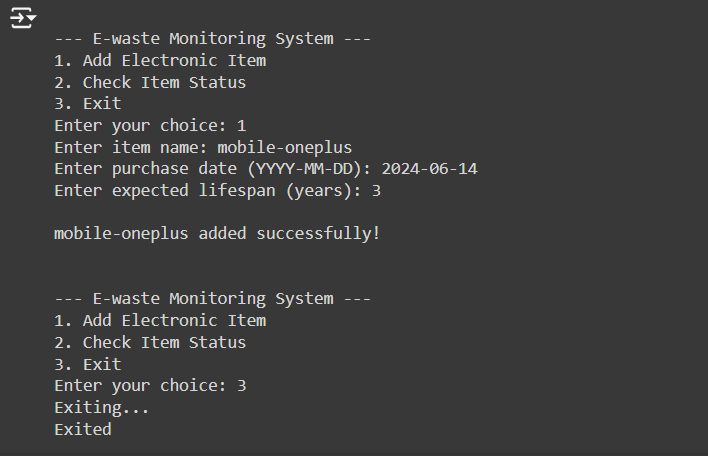 --- E-waste Monitoring System ---
1. Add Electronic Item
2. Check Item Status
3. Exit
Enter your choice: 1
Enter item name: mobile-oneplus
Enter purchase date (YYYY-MM-DD): 2024-06-14
Enter expected lifespan (years): 3
mobile-oneplus added successfully!
--- E-waste Monitoring System ---
1. Add Electronic Item
2. Check Item Status
3. Exit
Enter your choice: 3
Exiting...
Exited